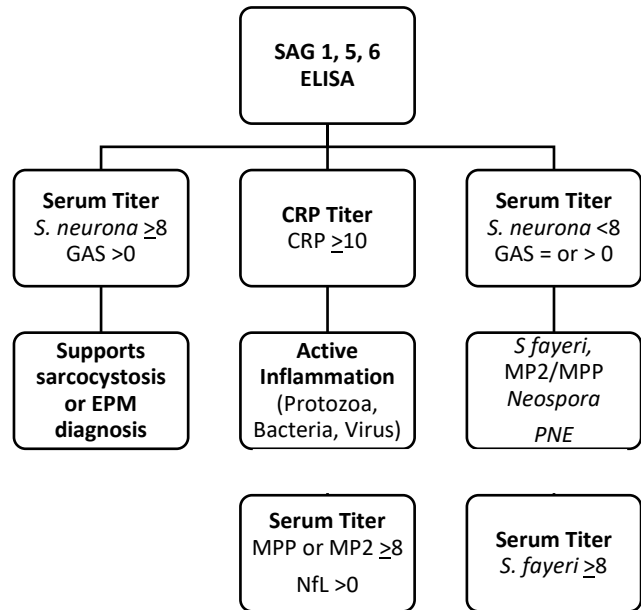 SAG 1, 5, 6
ELISA
Serum Titer
S. neurona ≥8
GAS >0
CRP Titer
CRP ≥10
Serum Titer
S. neurona <8
GAS = or > 0
Supports
sarcocystosis
or EPM
diagnosis
Active
Inflammation
(Protozoa,
Bacteria, Virus)
S fayeri,
MP2/MPP
Neospora
PNE
Serum Titer
MPP or MP2 ≥8
NfL >0
Serum Titer
S. fayeri ≥8